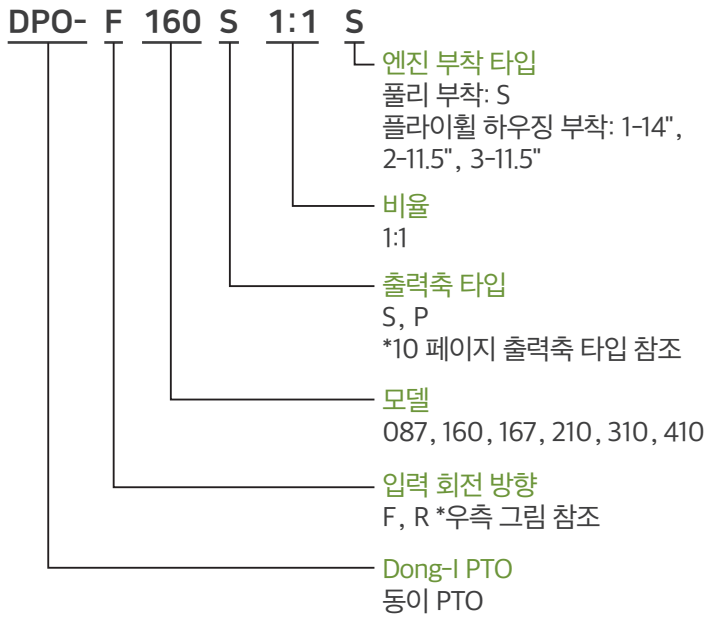 DPO- F 160 S 1:1 S
엔진 부착 타입
풀리 부착: S
플라이휠 하우징 부착: 1-14",
2-11.5", 3-11.5"
비율
1:1
출력축 타입
S, P
*10 페이지 출력축 타입 참조
모델
087, 160, 167, 210, 310, 410
입력 회전 방향
F, R *우측 그림 참조
Dong-I PTO
동이 PTO